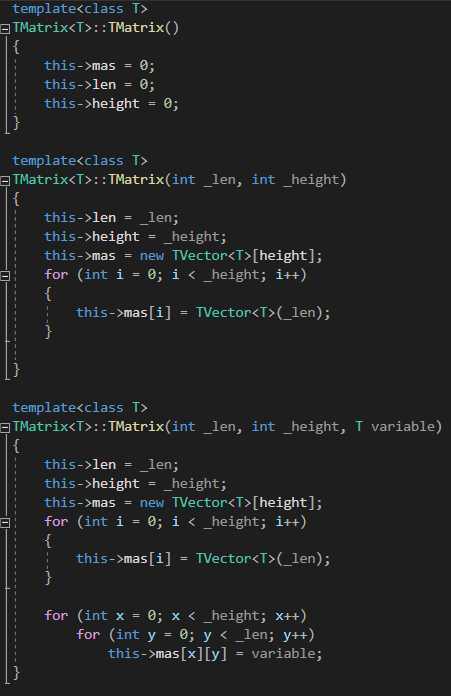 template<class T>
TMatrix<T>::TMatrix()
{
    this->mas = 0;
    this->len = 0;
    this->height = 0;
}
template<class T>
TMatrix<T>::TMatrix(int _len, int _height)
{
    this->len = _len;
    this->height = _height;
    this->mas = new TVector<T>[height];
    for (int i = 0; i < _height; i++)
    {
        this->mas[i] = TVector<T>(_len);
    }
}
template<class T>
TMatrix<T>::TMatrix(int _len, int _height, T variable)
{
    this->len = _len;
    this->height = _height;
    this->mas = new TVector<T>[height];
    for (int i = 0; i < _height; i++)
    {
        this->mas[i] = TVector<T>(_len);
    }
    for (int x = 0; x < _height; x++)
        for (int y = 0; y < _len; y++)
            this->mas[x][y] = variable;
}